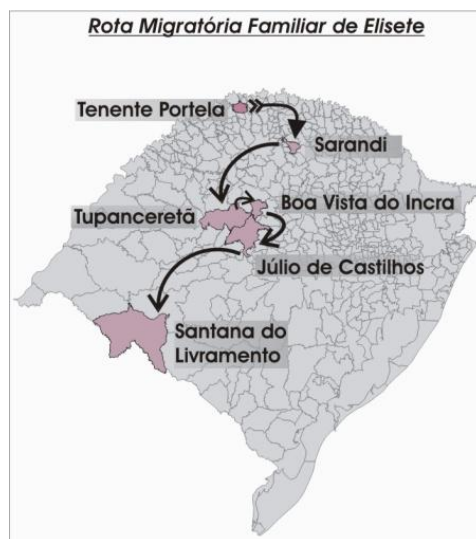 Rota Migratória Familiar de Elisete
Tenente Portela
Sarandi
Boa Vista do Incra
Tupanceretã
Júlio de Castilhos
Santana do
Livramento